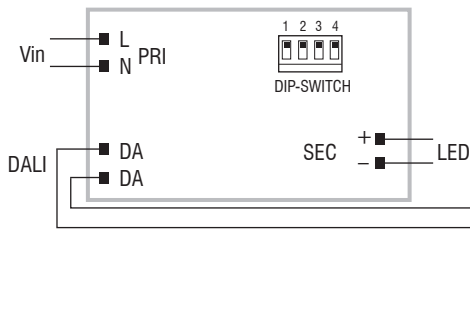 1 2 3 4
DIP-SWITCH
Vin
L
N
PRI
DALI
DA
DA
SEC
+
–
LED